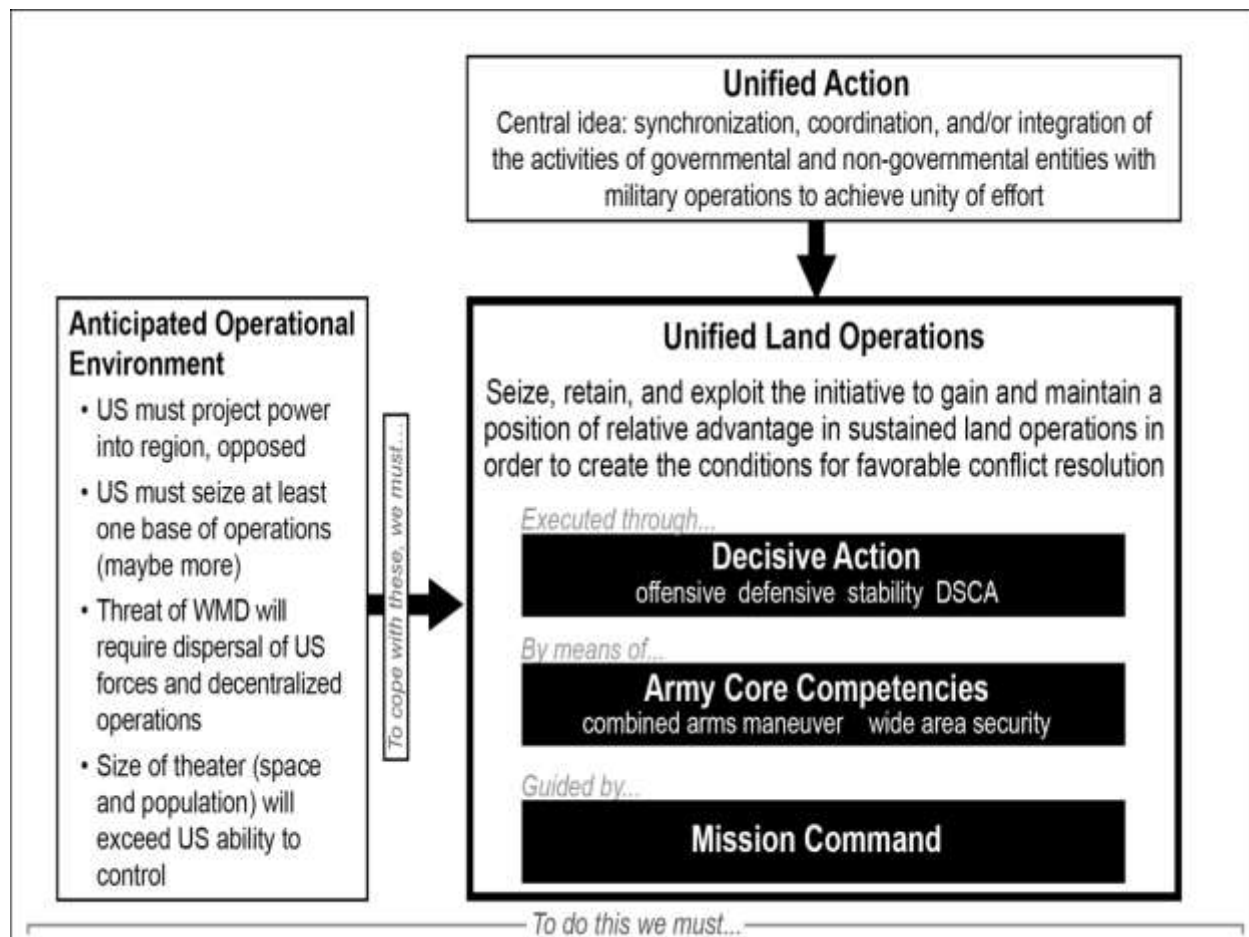 Unified Action
Central idea: synchronization, coordination, and/or integration of
the activities of governmental and non-governmental entities with
military operations to achieve unity of effort
Anticipated Operational
Environment
• US must project power
into region, opposed
• US must seize at least
one base of operations
(maybe more)
• Threat of WMD will
require dispersal of US
forces and decentralized
operations
• Size of theater (space
and population) will
exceed US ability to
control
To cope with these, we must...
Unified Land Operations
Seize, retain, and exploit the initiative to gain and maintain a
position of relative advantage in sustained land operations in
order to create the conditions for favorable conflict resolution
Executed through...
Decisive Action
offensive defensive stability DSCA
By means of...
Army Core Competencies
combined arms maneuver wide area security
Guided by...
Mission Command
To do this we must...